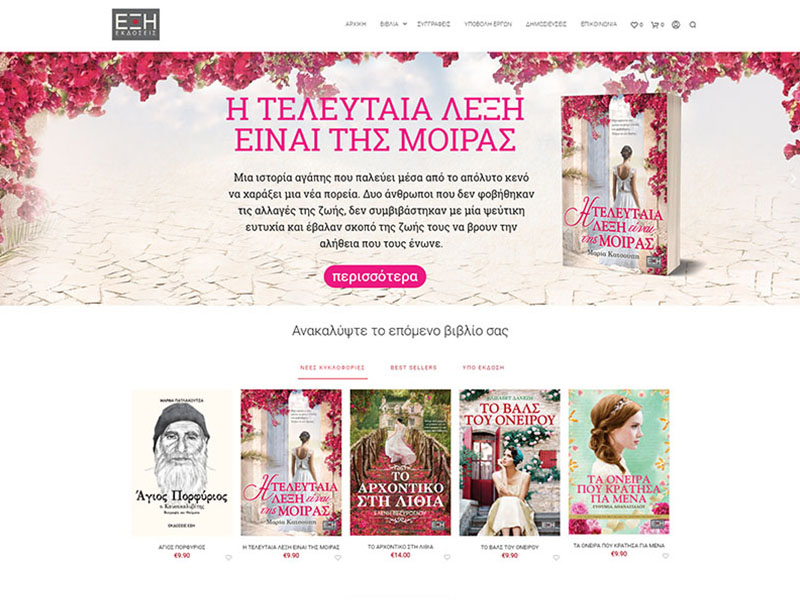 ΕΞΗ
ΕΚΔΟΣΕΙΣ
ΑΡΧΙΚΗ ΒΙΒΛΙΑ ΣΥΓΓΡΑΦΕΙΣ ΥΠΟΒΟΛΗ ΕΡΓΩΝ ΔΗΜΟΣΙΕΥΣΕΙΣ ΕΠΙΚΟΙΝΩΝΙΑ 0 0
Η ΤΕΛΕΥΤΑΙΑ ΛΕΞΗ
ΕΙΝΑΙ ΤΗΣ ΜΟΙΡΑΣ
Μια ιστορία αγάπης που παλεύει μέσα από το απόλυτο κενό
να χαράξει μια νέα πορεία. Δυο άνθρωποι που δεν φοβήθηκαν
τις αλλαγές της ζωής, δεν συμβιβάστηκαν με μία ψεύτικη
ευτυχία και έβαλαν σκοπό της ζωής τους να βρουν την
αλήθεια που τους ένωνε.
περισσότερα
Η ΤΕΛΕΥΤΑΙΑ
ΛΕΞΗ είναι
της ΜΟΙΡΑΣ
Μαρία Κατσουπη
Ανακαλύψτε το επόμενο βιβλίο σας
ΝΕΕΣ ΚΥΚΛΟΦΟΡΙΕΣ BEST SELLERS ΥΠΟ ΕΚΔΟΣΗ
Άγιος Πορφύριος
ο Καυσοκαλυβίτης
ΕΚΔΟΣΕΙΣ ΕΞΗ
Η ΤΕΛΕΥΤΑΙΑ
ΛΕΞΗ είναι
της ΜΟΙΡΑΣ
Μαρία Κατσουπη
ΤΟ
ΑΡΧΟΝΤΙΚΟ
ΣΤΗ ΛΙΘΙΑ
ΤΟ ΒΑΛΣ
ΤΟΥ ΟΝΕΙΡΟΥ
ΤΑ ΟΝΕΙΡΑ
ΠΟΥ ΚΡΑΤΗΣΑ
ΓΙΑ ΜΕΝΑ
ΑΓΙΟΣ ΠΟΡΦΥΡΙΟΣ
€9.90
Η ΤΕΛΕΥΤΑΙΑ ΛΕΞΗ ΕΙΝΑΙ ΤΗΣ ΜΟΙΡΑΣ
€9.90
ΤΟ ΑΡΧΟΝΤΙΚΟ ΣΤΗ ΛΙΘΙΑ
€14.00
ΤΟ ΒΑΛΣ ΤΟΥ ΟΝΕΙΡΟΥ
€9.90
ΤΑ ΟΝΕΙΡΑ ΠΟΥ ΚΡΑΤΗΣΑ ΓΙΑ ΜΕΝΑ
€9.90